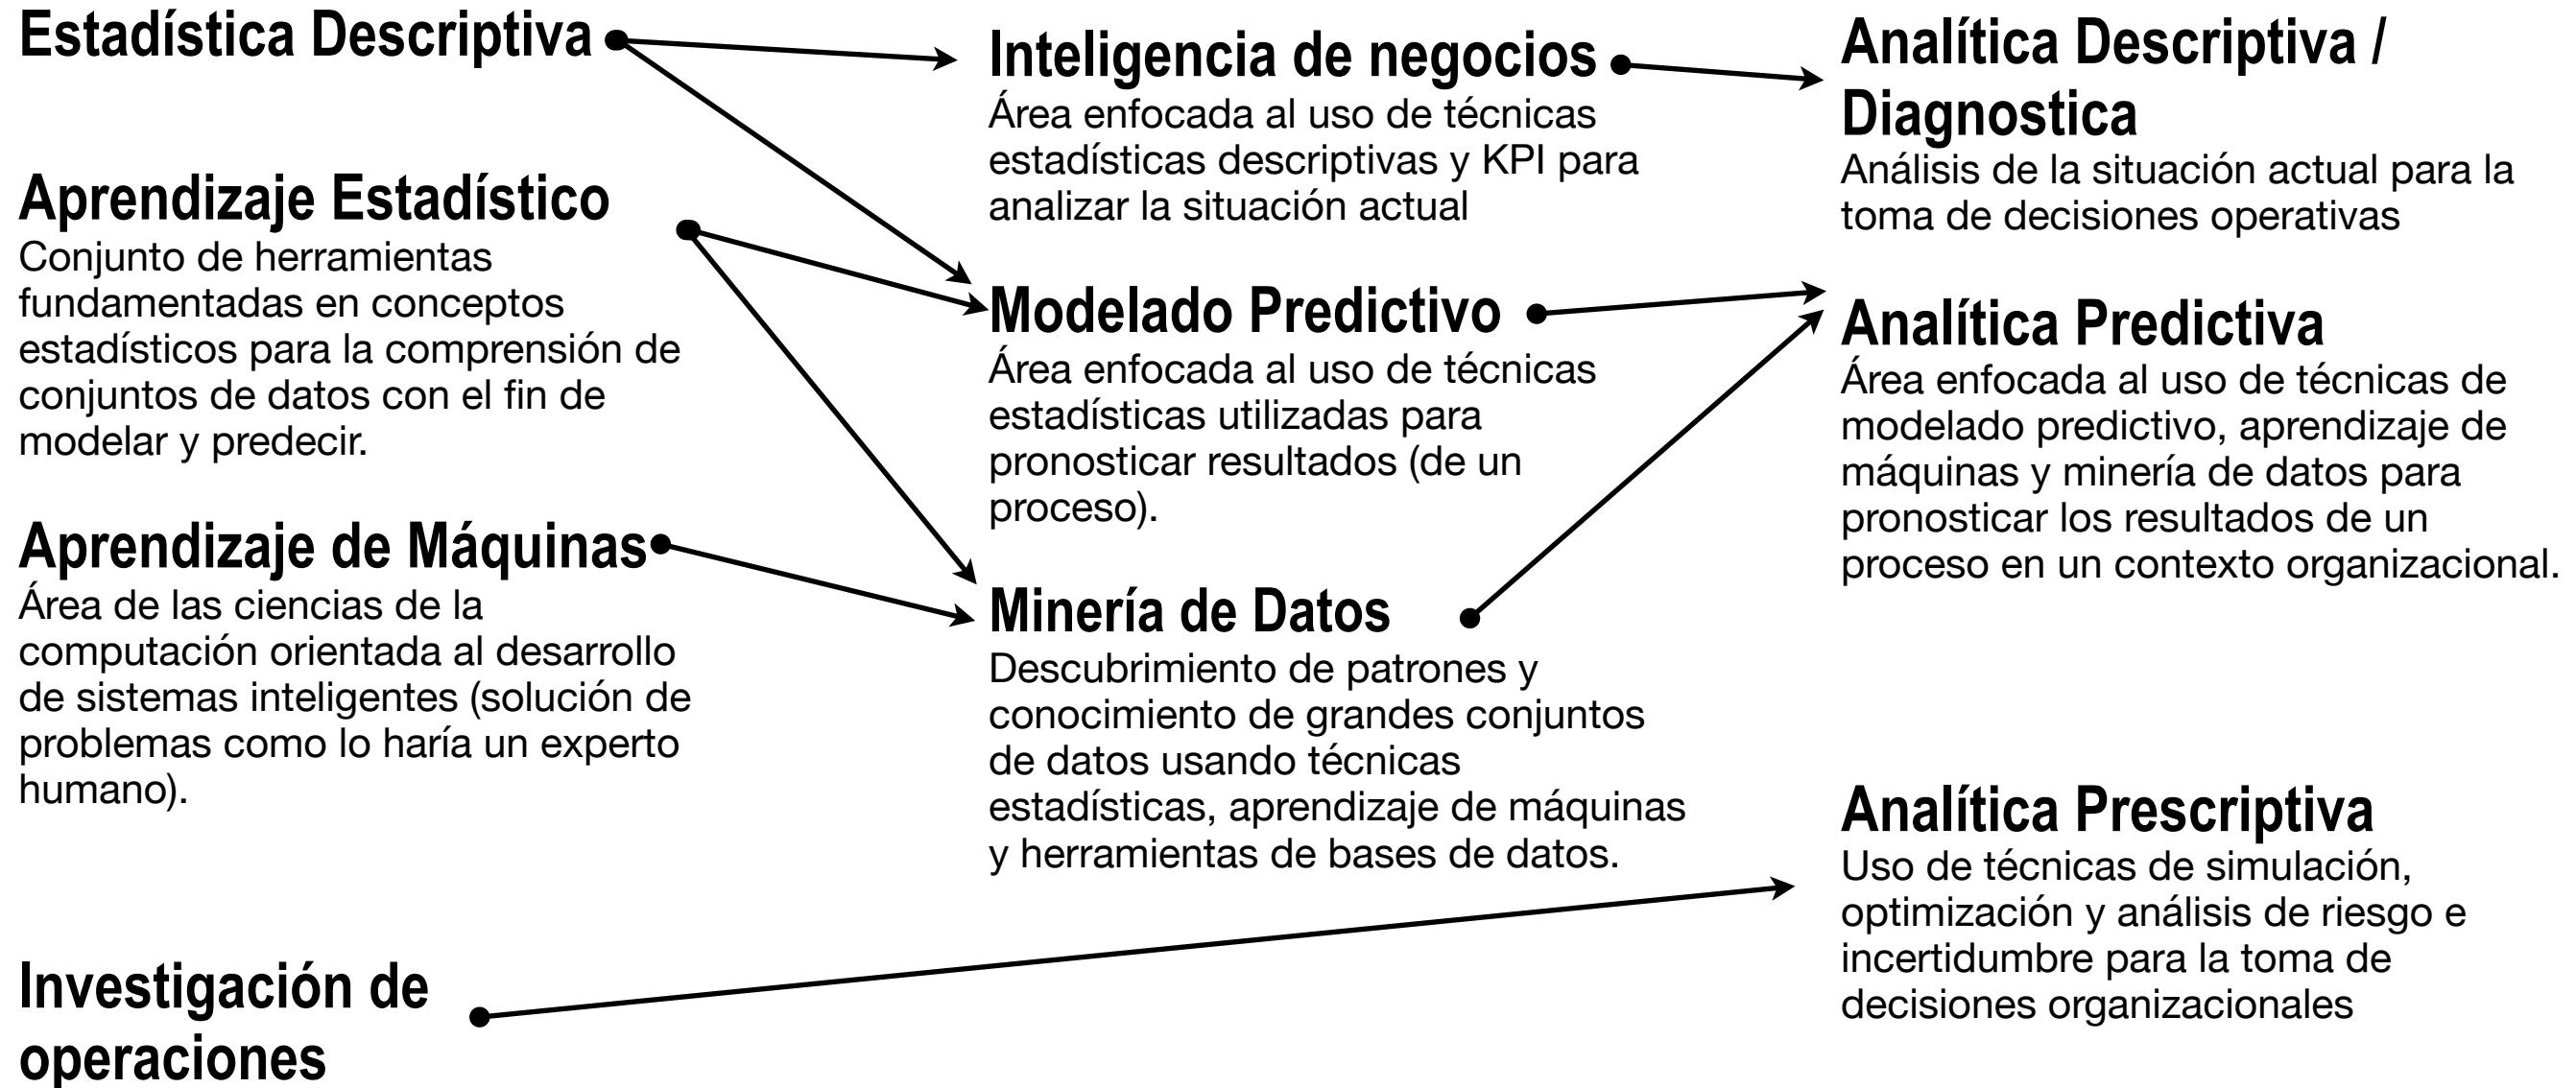 Estadística Descriptiva
Aprendizaje Estadístico
Conjunto de herramientas
fundamentadas en conceptos
estadísticos para la comprensión de
conjuntos de datos con el fin de
modelar y predecir.
Aprendizaje de Máquinas
Área de las ciencias de la
computación orientada al desarrollo
de sistemas inteligentes (solución de
problemas como lo haría un experto
humano).
Investigación de
operaciones
Inteligencia de negocios
Área enfocada al uso de técnicas
estadísticas descriptivas y KPI para
analizar la situación actual
Modelado Predictivo
Área enfocada al uso de técnicas
estadísticas utilizadas para
pronosticar resultados (de un
proceso).
Minería de Datos
Descubrimiento de patrones y
conocimiento de grandes conjuntos
de datos usando técnicas
estadísticas, aprendizaje de máquinas
y herramientas de bases de datos.
Analítica Descriptiva /
Diagnostica
Análisis de la situación actual para la
toma de decisiones operativas
Analítica Predictiva
Área enfocada al uso de técnicas de
modelado predictivo, aprendizaje de
máquinas y minería de datos para
pronosticar los resultados de un
proceso en un contexto organizacional.
Analítica Prescriptiva
Uso de técnicas de simulación,
optimización y análisis de riesgo e
incertidumbre para la toma de
decisiones organizacionales